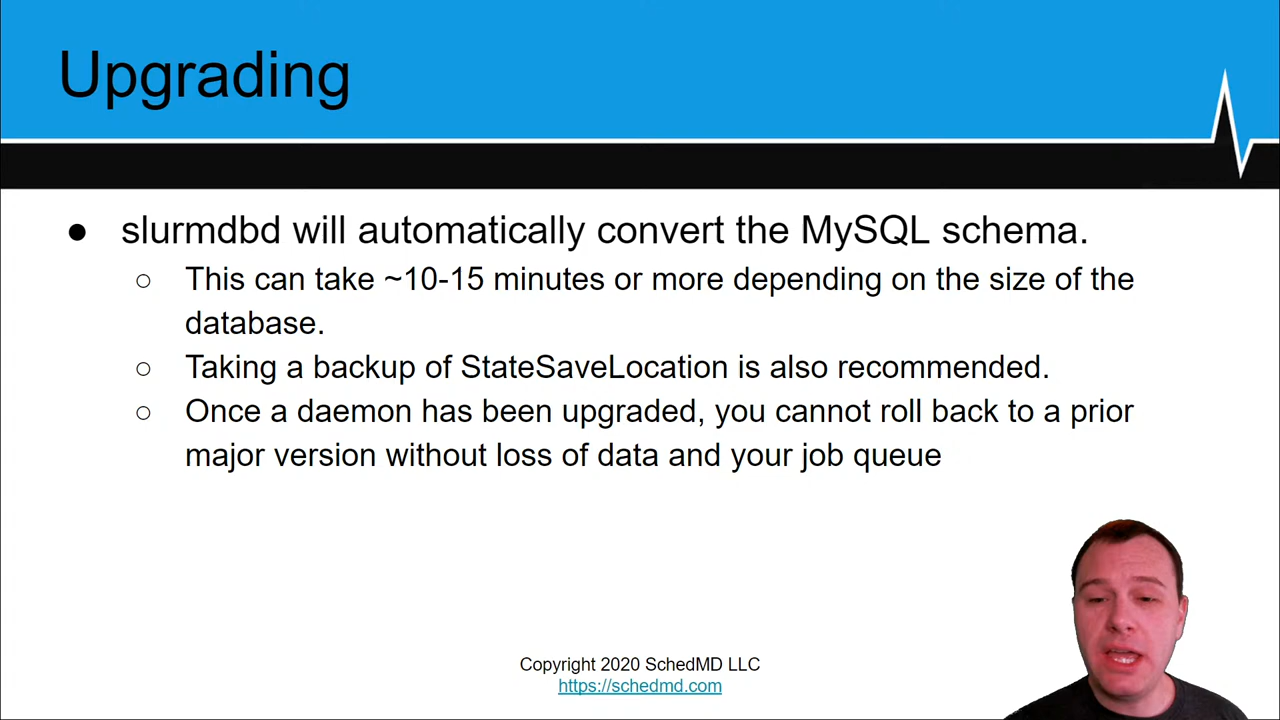 Upgrading
● slurmdbd will automatically convert the MySQL schema.
○ This can take ~10-15 minutes or more depending on the size of the
database.
○ Taking a backup of StateSaveLocation is also recommended.
○ Once a daemon has been upgraded, you cannot roll back to a prior
major version without loss of data and your job queue
Copyright 2020 SchedMD LLC
https://schedmd.com